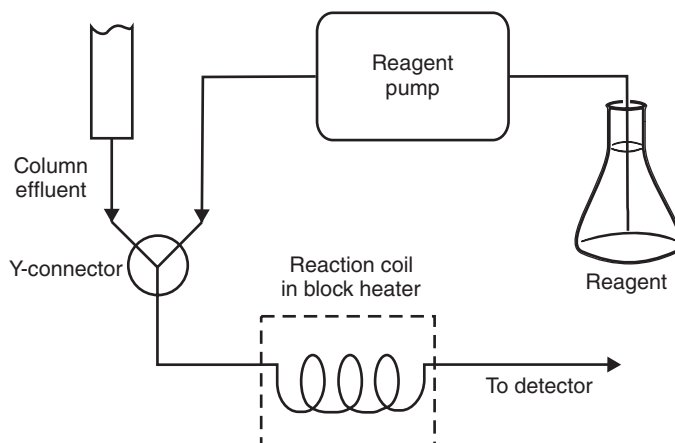 Reagent
pump
Column
effluent
Y-connector
Reaction coil
in block heater
Reagent
To detector